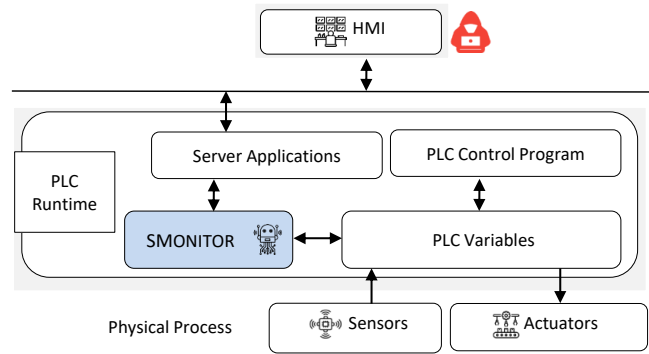 HMI
Server Applications
PLC Control Program
PLC
Runtime
SMONITOR
PLC Variables
Physical Process
Sensors
Actuators